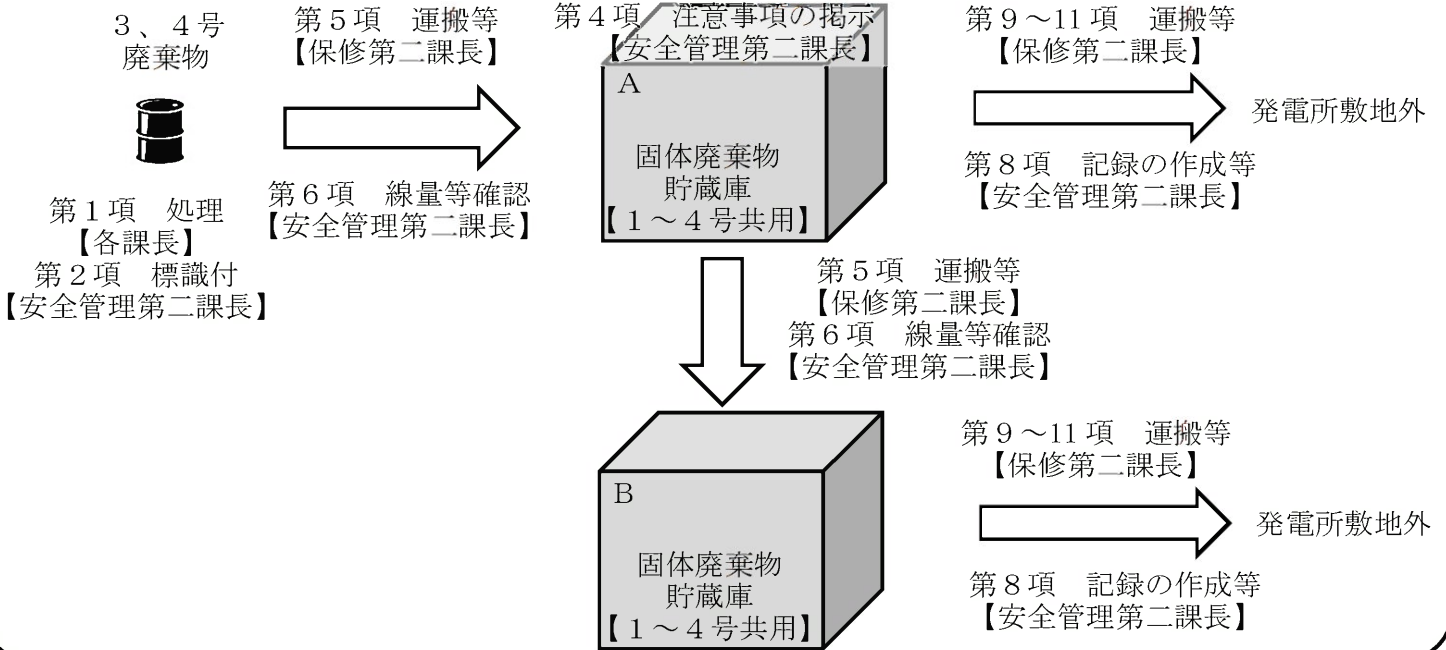 ３、４号
廃棄物
第１項　処理
【各課長】
第２項　標識付
【安全管理第二課長】
第５項　運搬等
【保修第二課長】
第６項　線量等確認
【安全管理第二課長】
第４項　注意事項の掲示
【安全管理第二課長】
A
固体廃棄物
貯蔵庫
【１～４号共用】
第９～11項　運搬等
【保修第二課長】
発電所敷地外
第８項　記録の作成等
【安全管理第二課長】
第５項　運搬等
【保修第二課長】
第６項　線量等確認
【安全管理第二課長】
B
固体廃棄物
貯蔵庫
【１～４号共用】
第９～11項　運搬等
【保修第二課長】
発電所敷地外
第８項　記録の作成等
【安全管理第二課長】